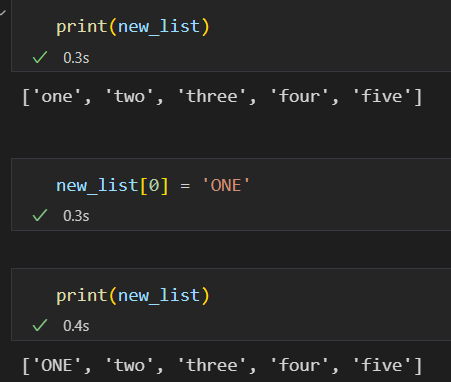 print(new_list)
0.3s
['one', 'two', 'three', 'four', 'five']
new_list[0] = 'ONE'
0.3s
print(new_list)
0.4s
['ONE', 'two', 'three', 'four', 'five']